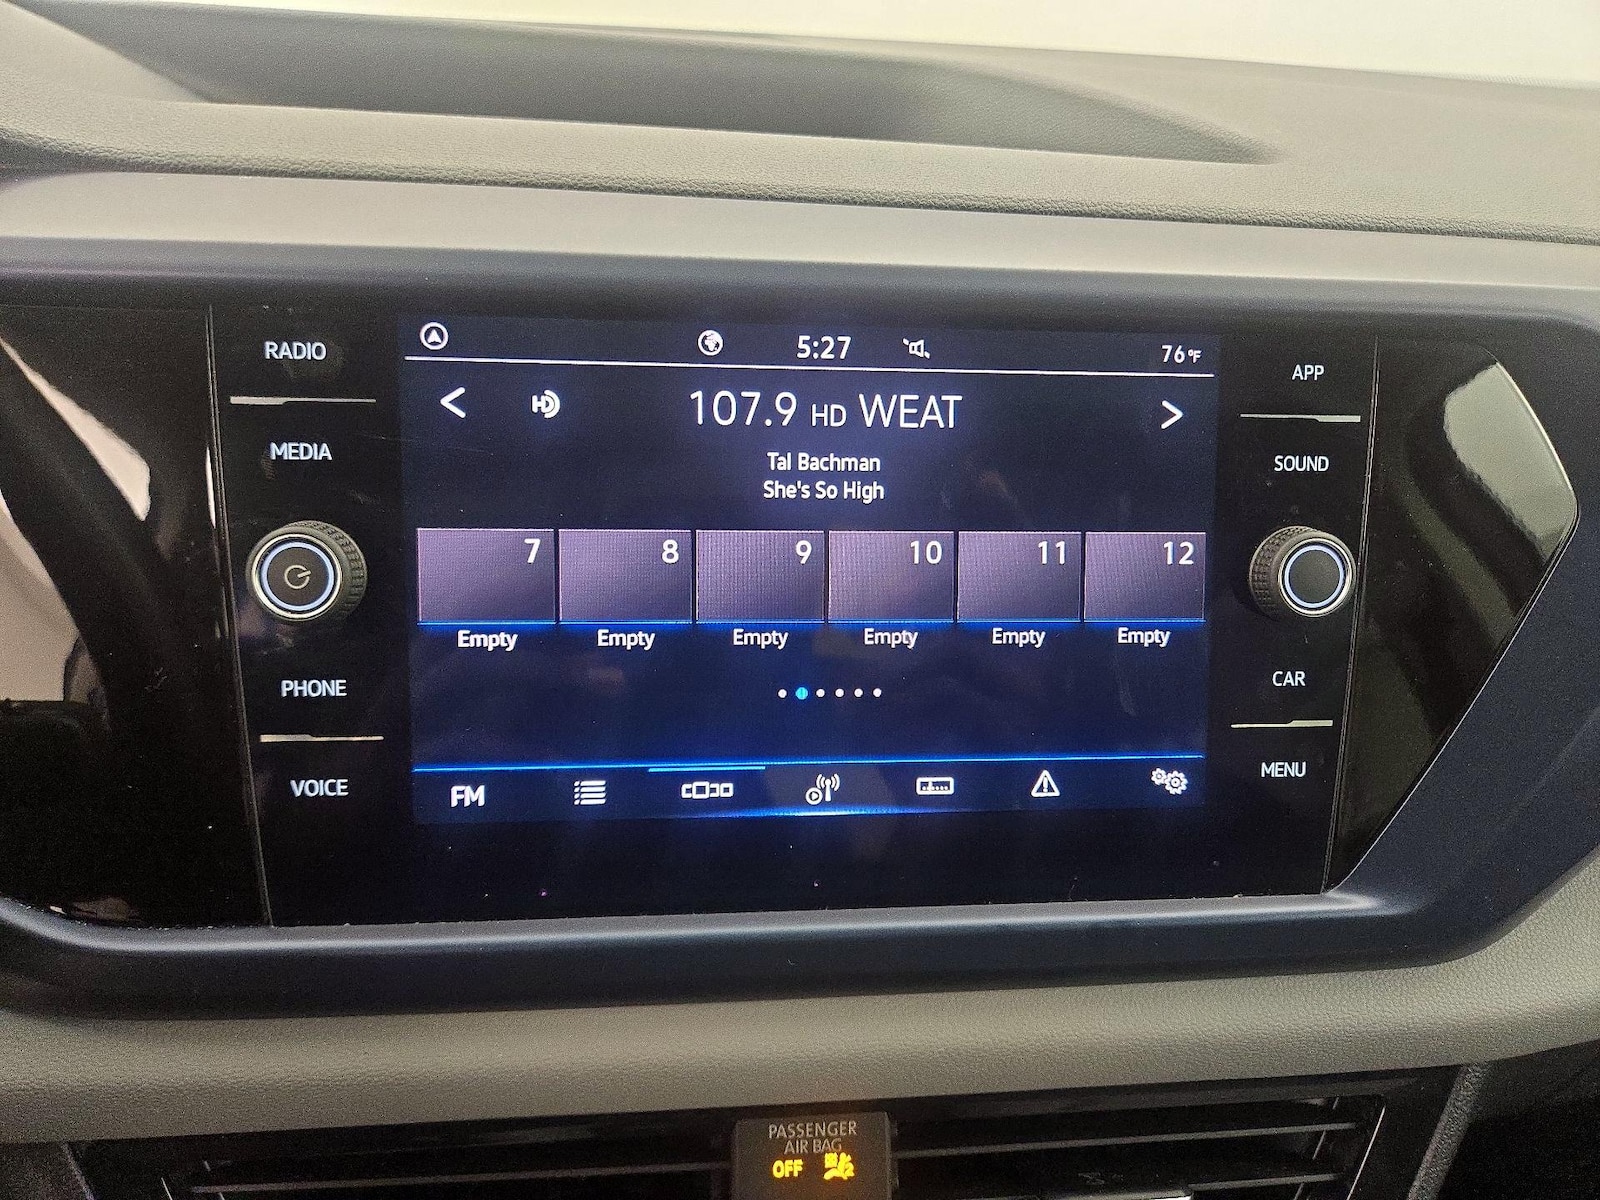 RADIO
MEDIA
PHONE
VOICE
5:27
76°F
107.9 HD WEAT
Tal Bachman
She's So High
7 8 9 10 11 12
Empty Empty Empty Empty Empty Empty
FM
APP
SOUND
CAR
MENU
PASSENGER
AIR BAG
OFF